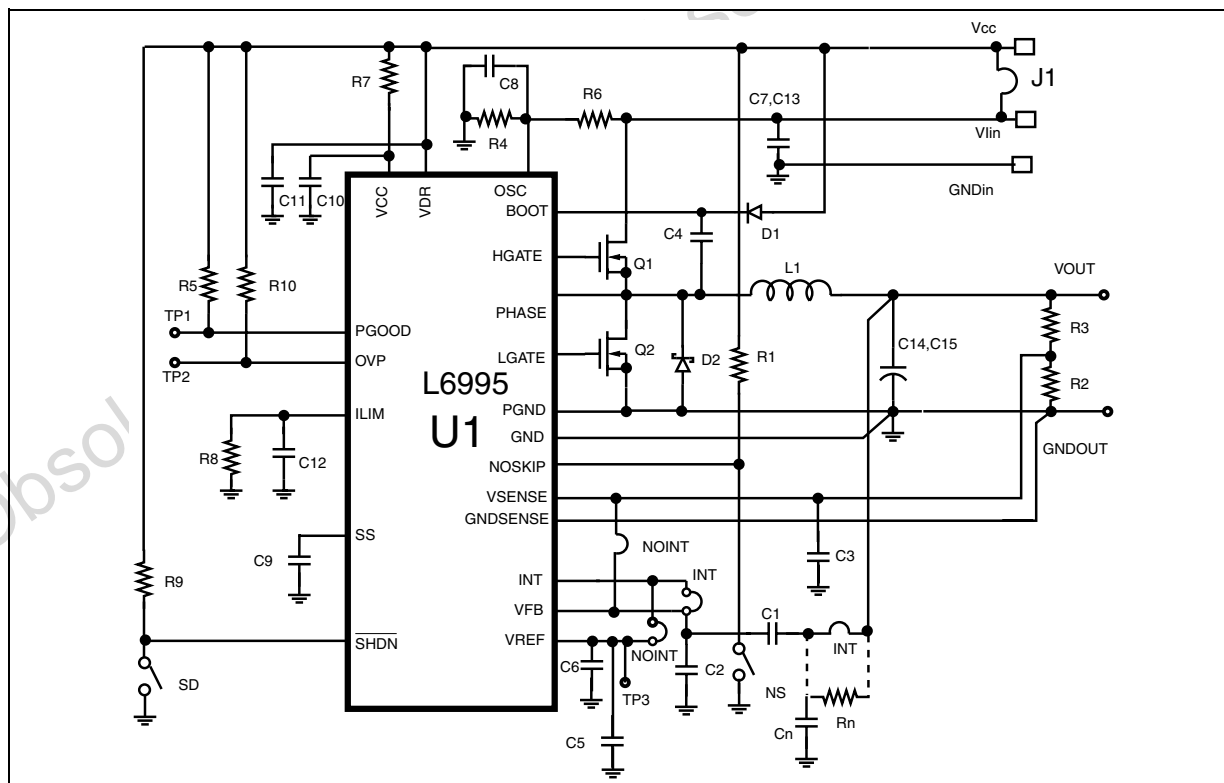 Vcc
J1
R7
C8
R4
R6
C7,C13
VIin
GNDin
C11
C10
VCC
VDR
OSC
BOOT
C4
D1
HGATE
Q1
L1
VOUT
R5
R10
TP1
TP2
PGOOD
OVP
PHASE
LGATE
Q2
D2
R1
C14,C15
R3
R2
L6995
U1
ILIM
R8
C12
PGND
GND
NOSKIP
GNDOUT
VSENSE
GNDSENSE
SS
C9
NOINT
C3
R9
INT
INT
VFB
C1
INT
SHDN
VREF
NOINT
C6
C2
TP3
NS
SD
Rn
Cn
C5
Obsol